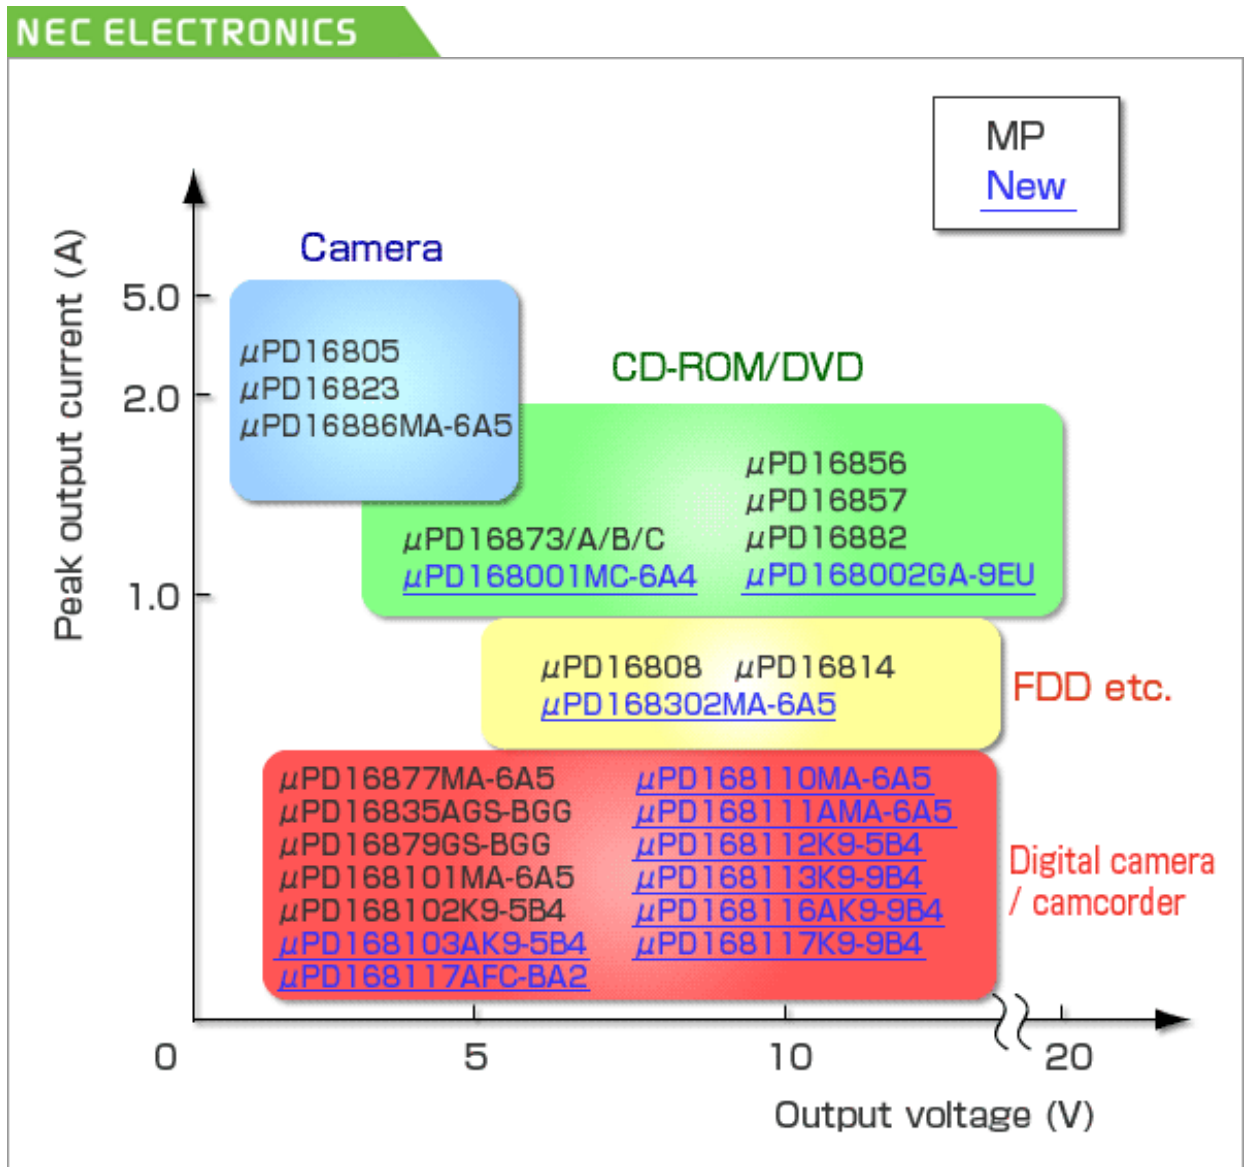 NEC ELECTRONICS
MP
New
Camera
Peak output current (A)
5.0
2.0
1.0
μPD16805
μPD16823
μPD16886MA-6A5
CD-ROM/DVD
μPD16873/A/B/C
μPD168001MC-6A4
μPD16856
μPD16857
μPD16882
μPD168002GA-9EU
μPD16808 μPD16814
μPD168302MA-6A5
FDD etc.
μPD16877MA-6A5
μPD16835AGS-BGG
μPD16879GS-BGG
μPD168101MA-6A5
μPD168102K9-5B4
μPD168103AK9-5B4
μPD168117AFC-BA2
μPD168110MA-6A5
μPD168111AMA-6A5
μPD168112K9-5B4
μPD168113K9-9B4
μPD168116AK9-9B4
μPD168117K9-9B4
Digital camera
/ camcorder
0 5 10 20
Output voltage (V)